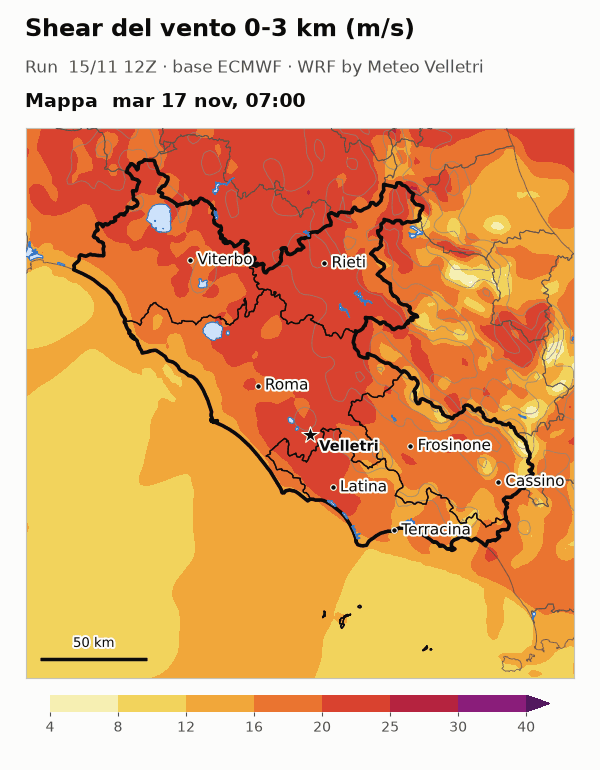 Shear del vento 0-3 km (m/s)
Run  15/11 12Z · base ECMWF · WRF by Meteo Velletri
Mappa  mar 17 nov, 07:00
Viterbo
Rieti
Roma
Velletri
Frosinone
Cassino
Latina
Terracina
50 km
4 8 12 16 20 25 30 40